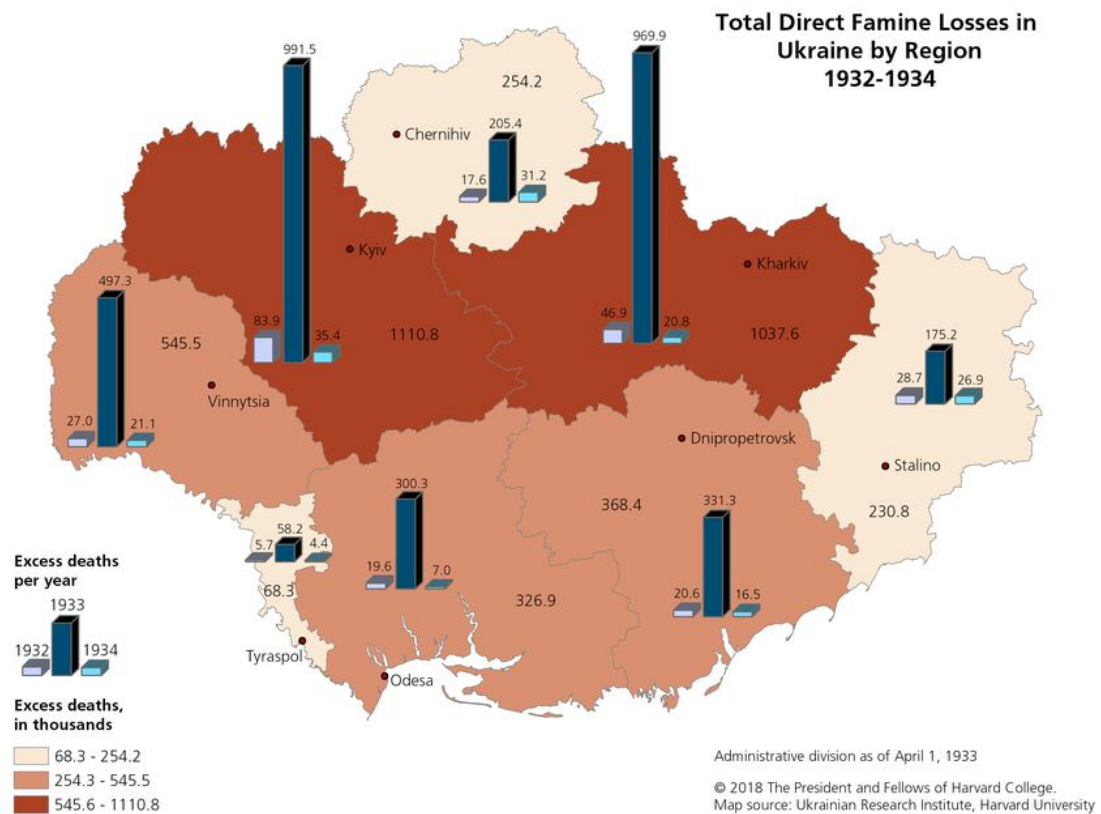 Total Direct Famine Losses in
Ukraine by Region
1932-1934
991.5
969.9
254.2
Chernihiv
205.4
17.6
31.2
Kyiv
Kharkiv
497.3
83.9
35.4
1110.8
46.9
20.8
1037.6
545.5
175.2
28.7
26.9
Vinnytsia
27.0
21.1
Dnipropetrovsk
Stalino
300.3
368.4
331.3
230.8
58.2
5.7
4.4
19.6
7.0
20.6
16.5
68.3
326.9
Tyraspol
Odesa
Excess deaths
per year
1933
1932
1934
Excess deaths,
in thousands
68.3 - 254.2
254.3 - 545.5
545.6 - 1110.8
Administrative division as of April 1, 1933
© 2018 The President and Fellows of Harvard College.
Map source: Ukrainian Research Institute, Harvard University